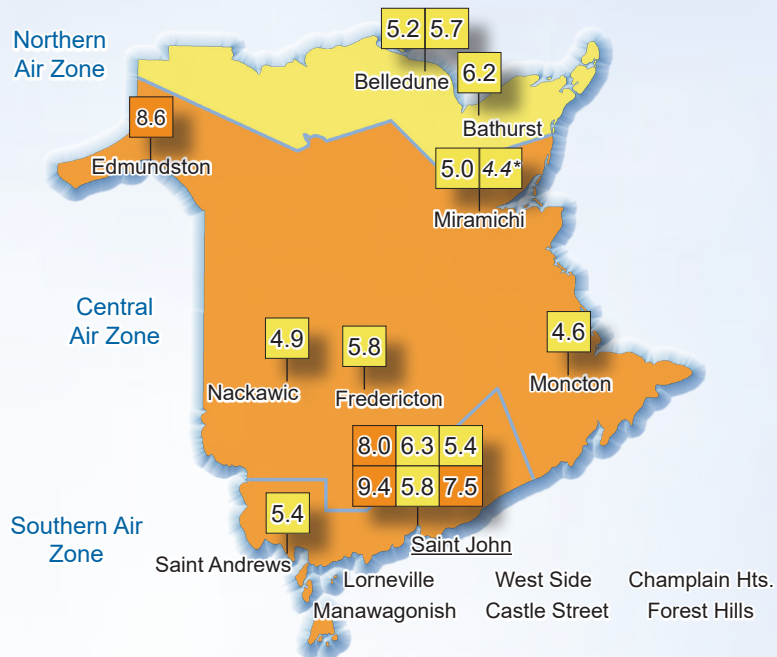 Northern
Air Zone
5.2 5.7
Belledune
6.2
Bathurst
8.6
Edmundston
5.0 4.4*
Miramichi
Central
Air Zone
4.9
Nackawic
5.8
Fredericton
4.6
Moncton
8.0 6.3 5.4
9.4 5.8 7.5
Saint John
Southern Air
Zone
5.4
Saint Andrews
Lorneville West Side Champlain Hts.
Manawagonish Castle Street Forest Hills